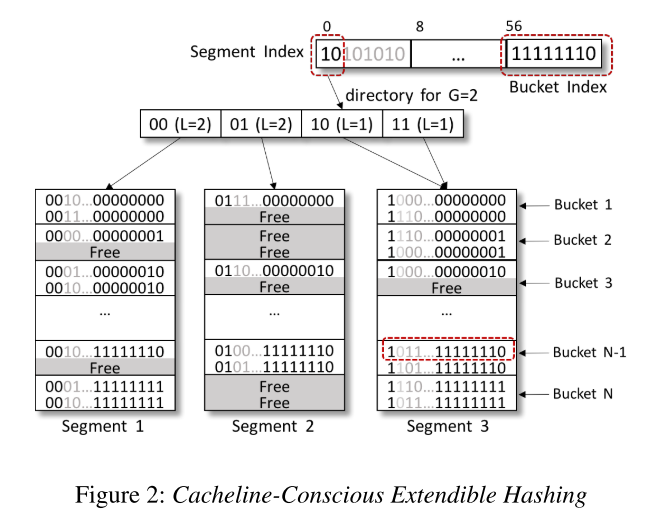 0 8 56
Segment Index 10101010 ... 11111110
directory for G=2 Bucket Index
00 (L=2) 01 (L=2) 10 (L=1) 11 (L=1)
0010...00000000
0011...00000000
0000...00000001
Free
0001...00000010
0010...00000010
...
0010...11111110
Free
0001...11111111
0010...11111111
Segment 1
0111...00000000
Free
Free
Free
0110...00000010
Free
...
0100...11111110
0101...11111110
Free
Free
Segment 2
1000...00000000
1110...00000000
1110...00000001
1000...00000001
1000...00000010
Free
...
1011...11111110
1101...11111110
1110...11111111
1011...11111111
Segment 3
Bucket 1
Bucket 2
Bucket 3
Bucket N-1
Bucket N
Figure 2: Cacheline-Conscious Extendible Hashing